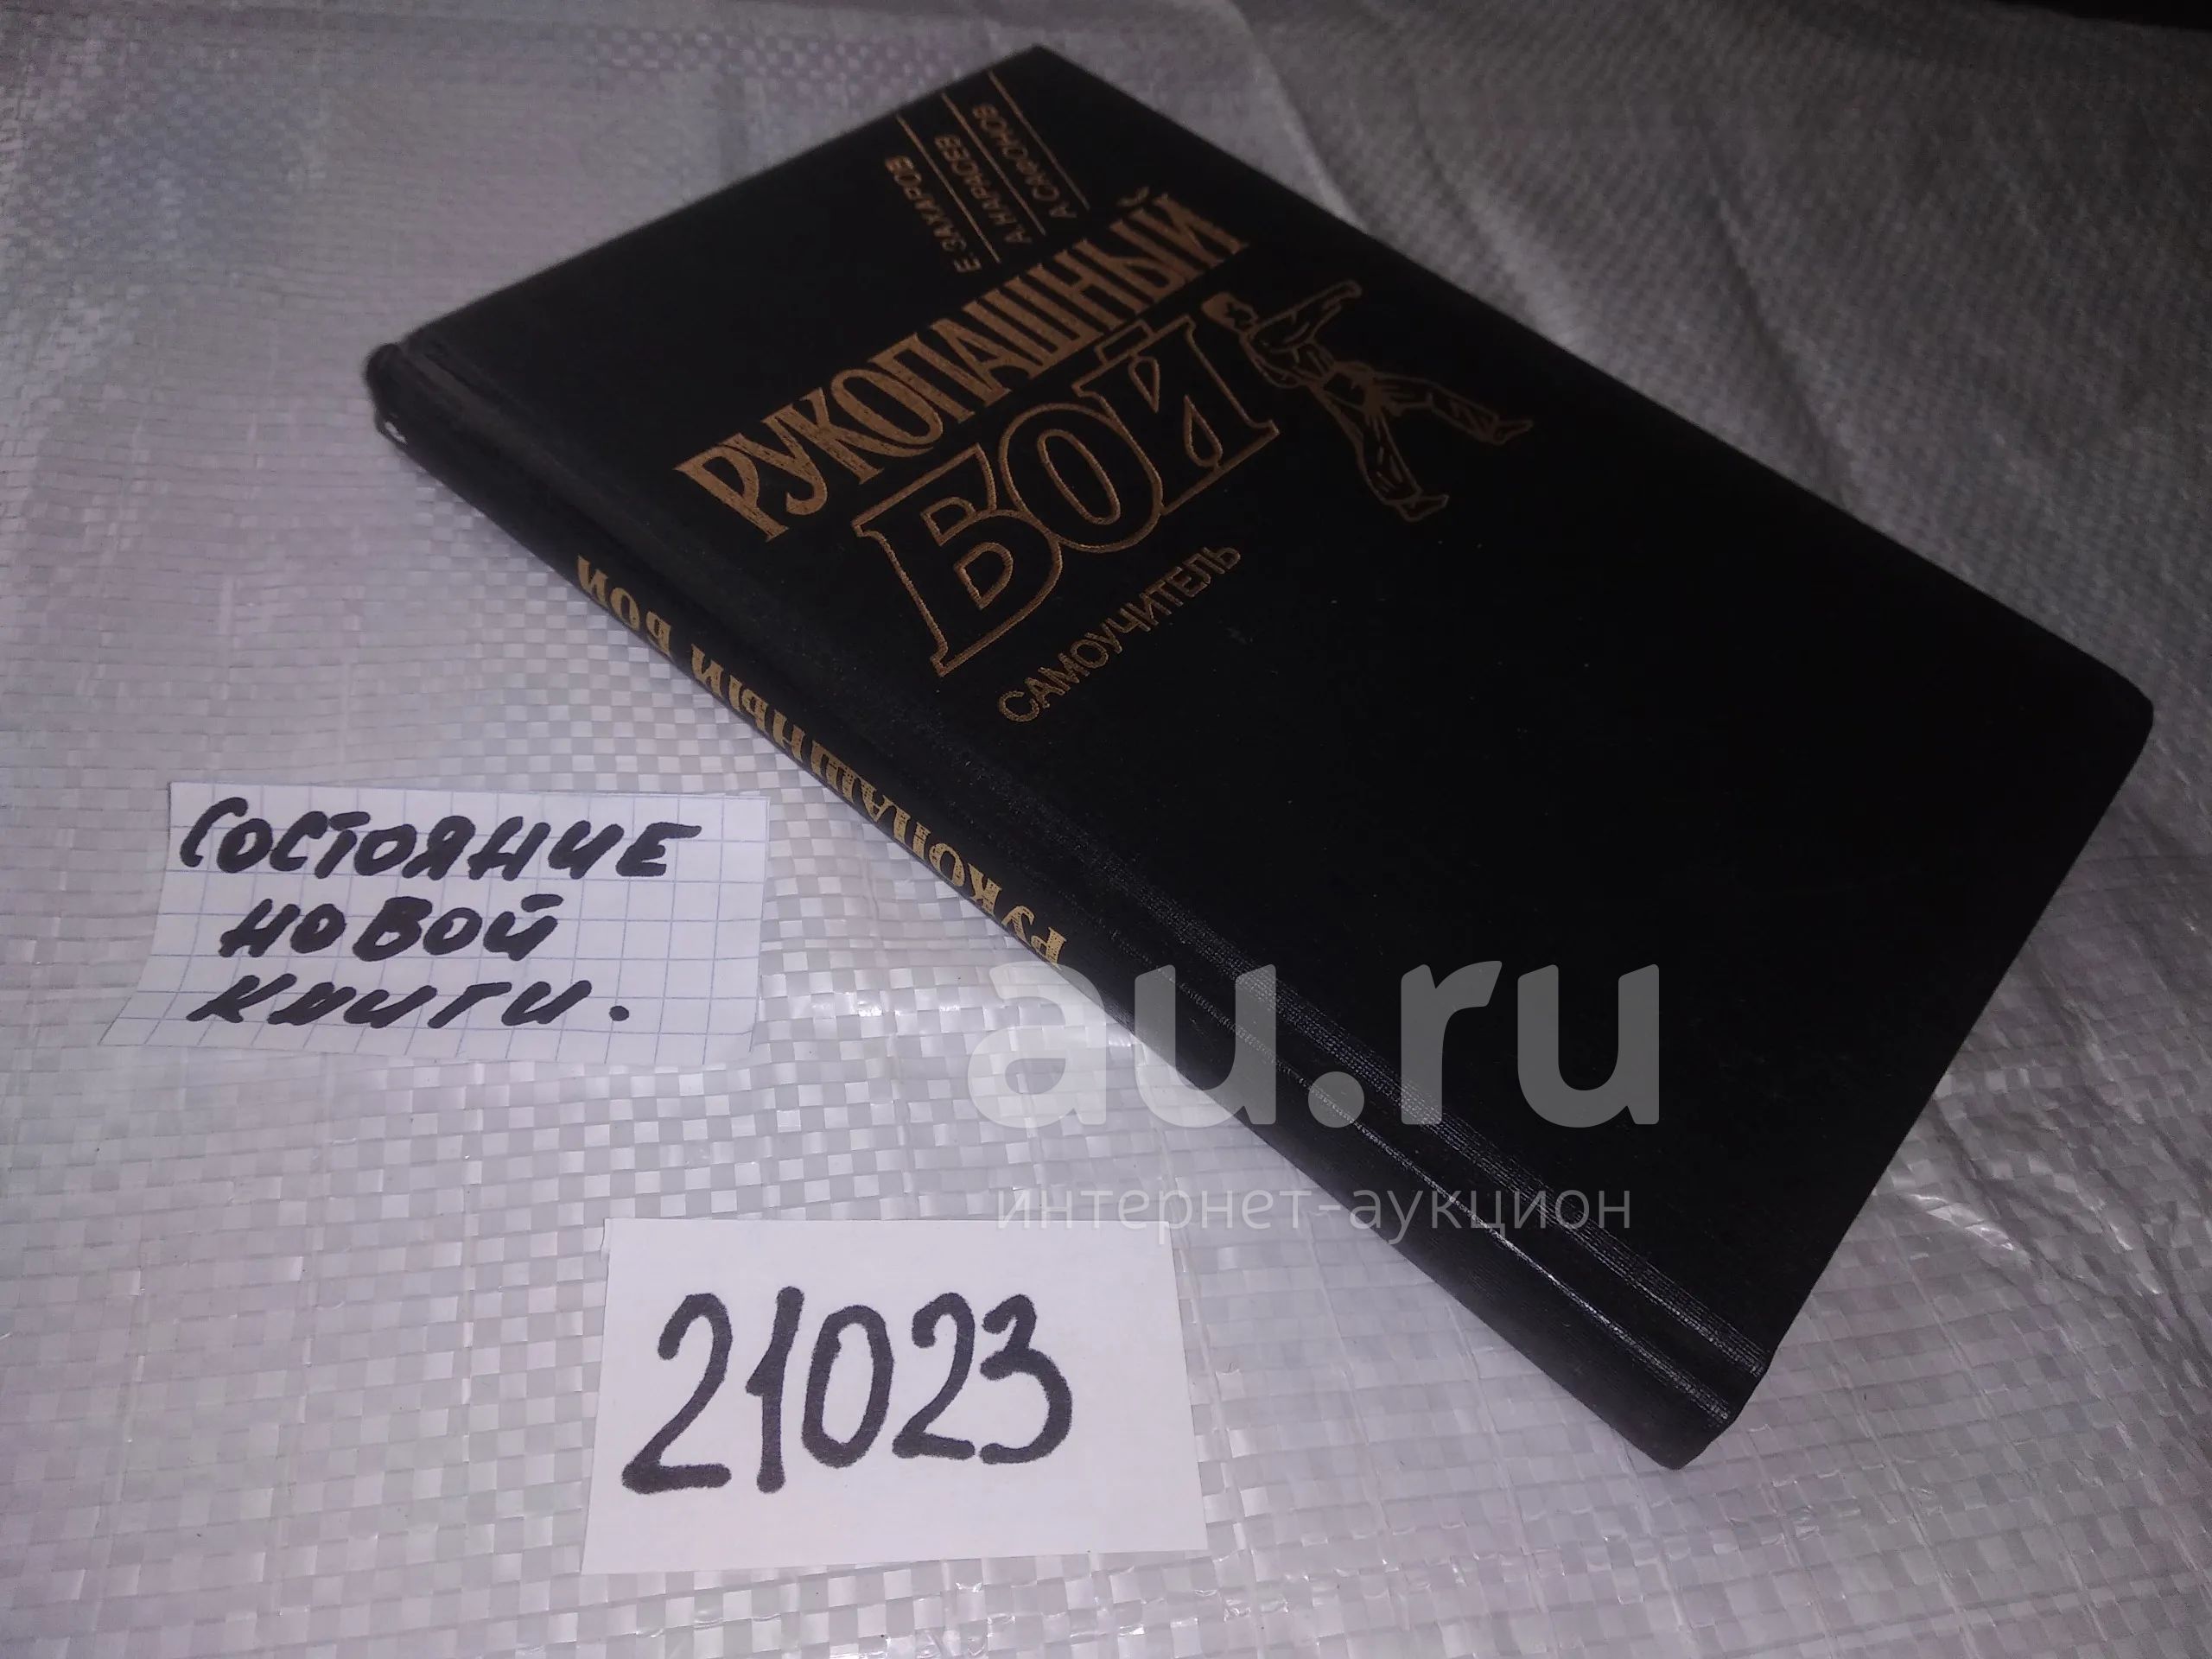 Е. ЗАХАРОВ
А. КАРАСЕВ
А. САФОНОВ
РУКОПАШНЫЙ
БОЙ
САМОУЧИТЕЛЬ
РУКОПАШНЫЙ БОЙ
СОСТОЯНИЕ
НОВОЙ
КНИГИ.
au.ru
интернет-аукцион
21023